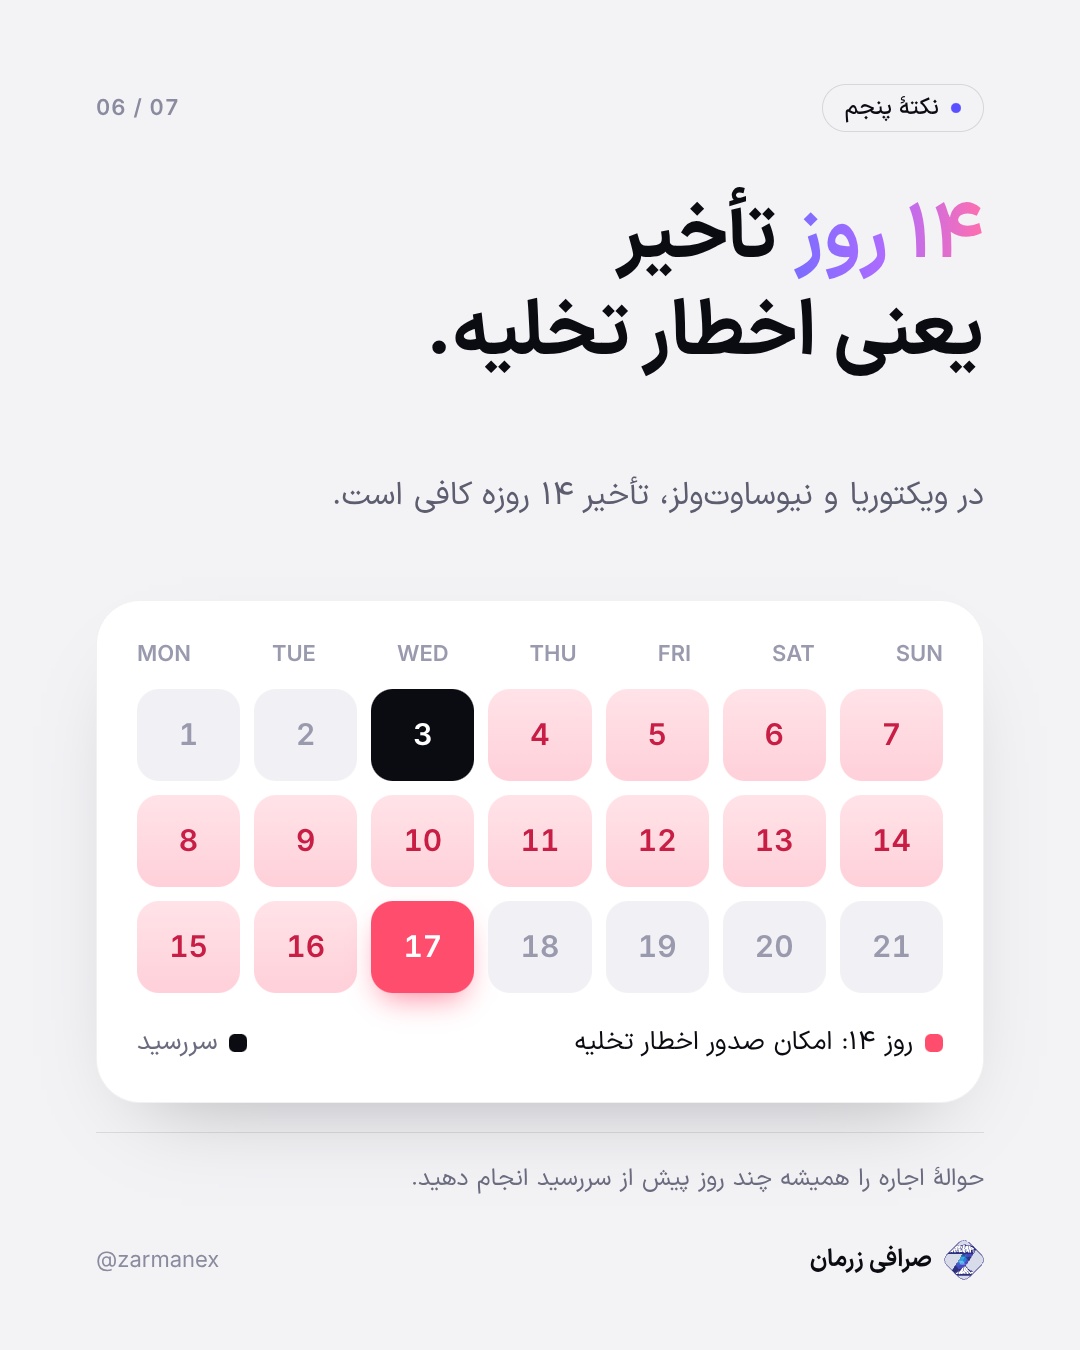 نکتهٔ پنجم
06 / 07
۱۴ روز تأخیر
یعنی اخطار تخلیه.
در ویکتوریا و نیوساوت‌ولز، تأخیر ۱۴ روزه کافی است.
MON TUE WED THU FRI SAT SUN
1 2 3 4 5 6 7
8 9 10 11 12 13 14
15 16 17 18 19 20 21
روز ۱۴: امکان صدور اخطار تخلیه
سررسید
حوالهٔ اجاره را همیشه چند روز پیش از سررسید انجام دهید.
صرافی زرمان
@zarmanex